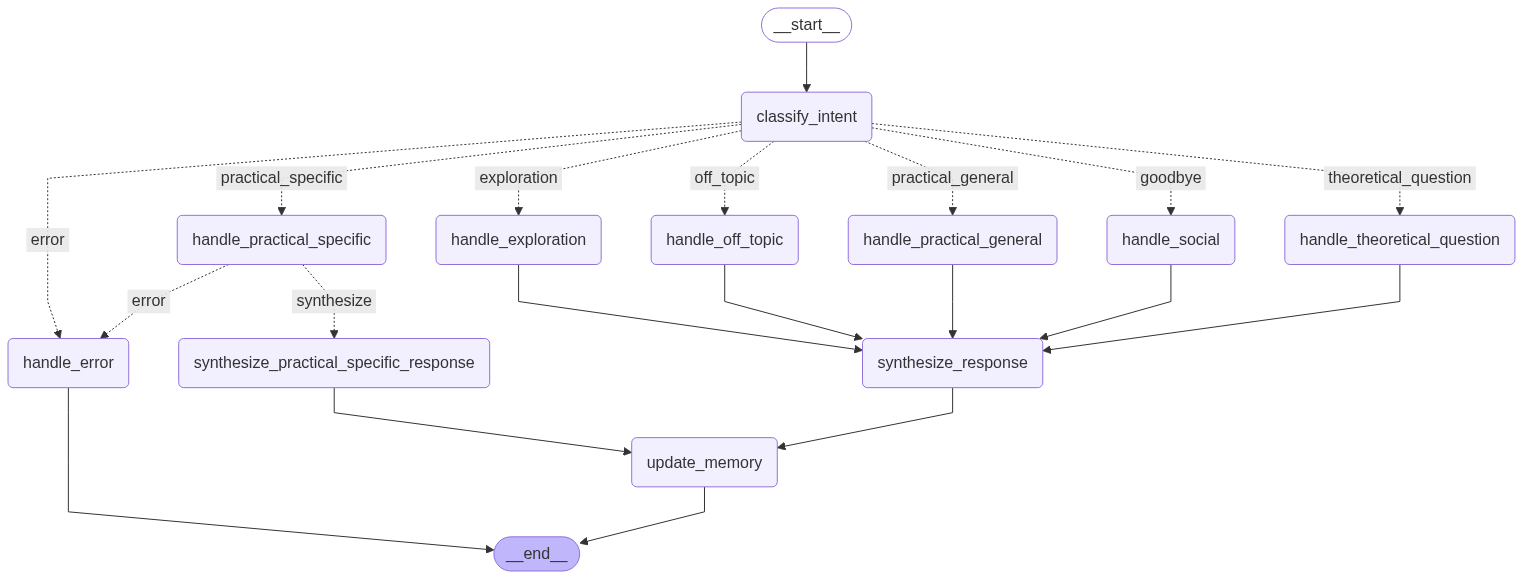 __start__
classify_intent
practical_specific
exploration
off_topic
practical_general
goodbye
theoretical_question
error
handle_practical_specific
handle_exploration
handle_off_topic
handle_practical_general
handle_social
handle_theoretical_question
error
synthesize
handle_error
synthesize_practical_specific_response
synthesize_response
update_memory
__end__